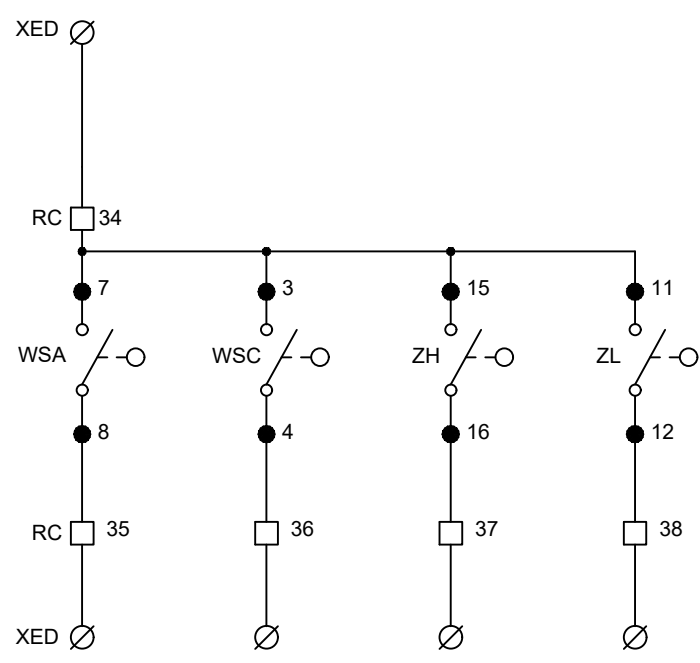 XED
RC 34
7 3 15 11
WSA WSC ZH ZL
8 4 16 12
RC 35 36 37 38
XED